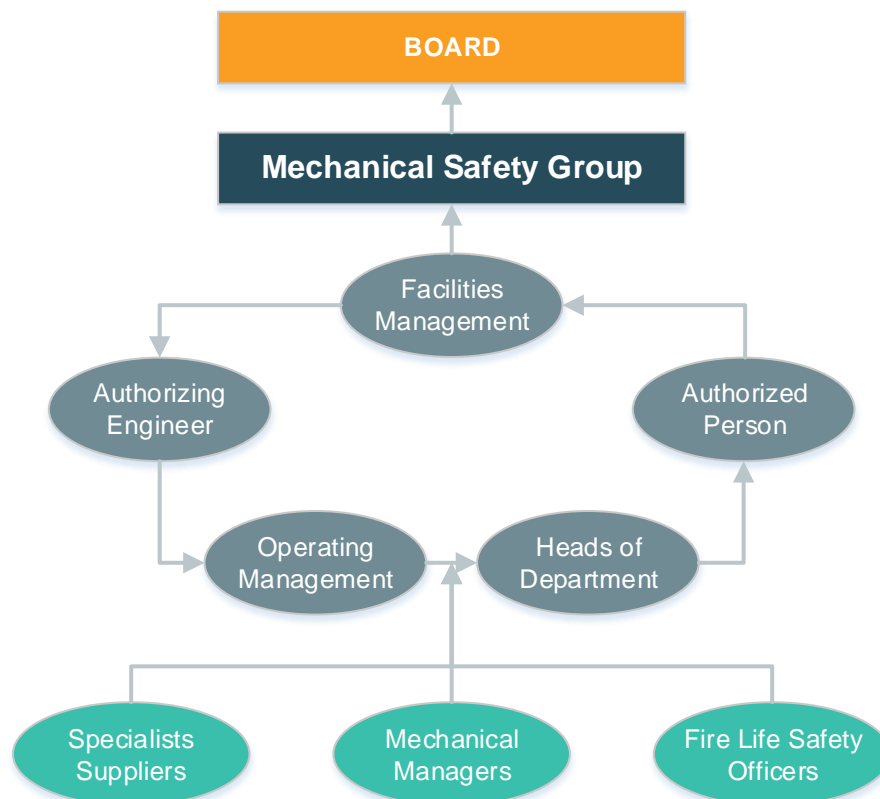 BOARD
Mechanical Safety Group
Facilities
Management
Authorizing
Engineer
Authorized
Person
Operating
Management
Heads of
Department
Specialists
Suppliers
Mechanical
Managers
Fire Life Safety
Officers